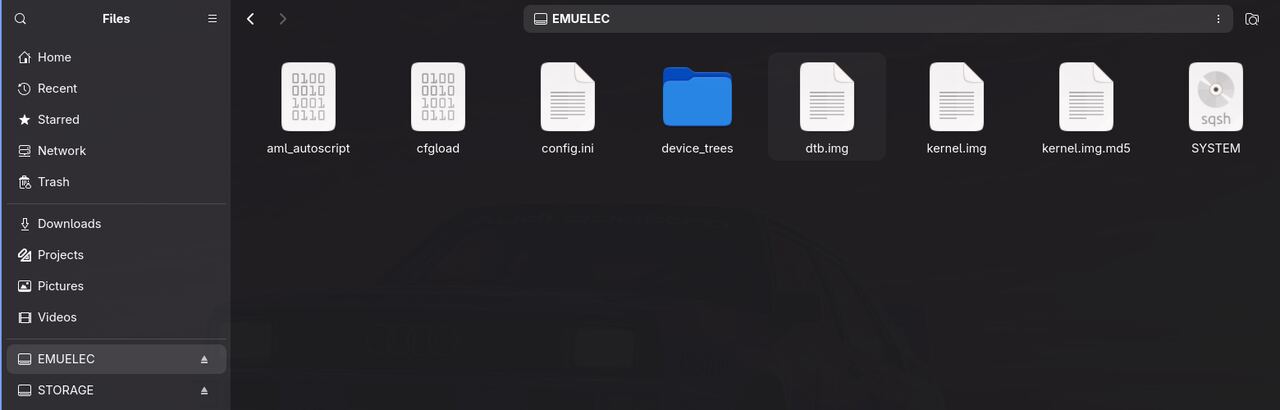 Files
Home
Recent
Starred
Network
Trash
Downloads
Projects
Pictures
Videos
EMUELEC
STORAGE
EMUELEC
0100
0010
1001
0110
aml_autoscript
0100
0010
1001
0110
cfgload
config.ini
device_trees
dtb.img
kernel.img
kernel.img.md5
sqsh
SYSTEM